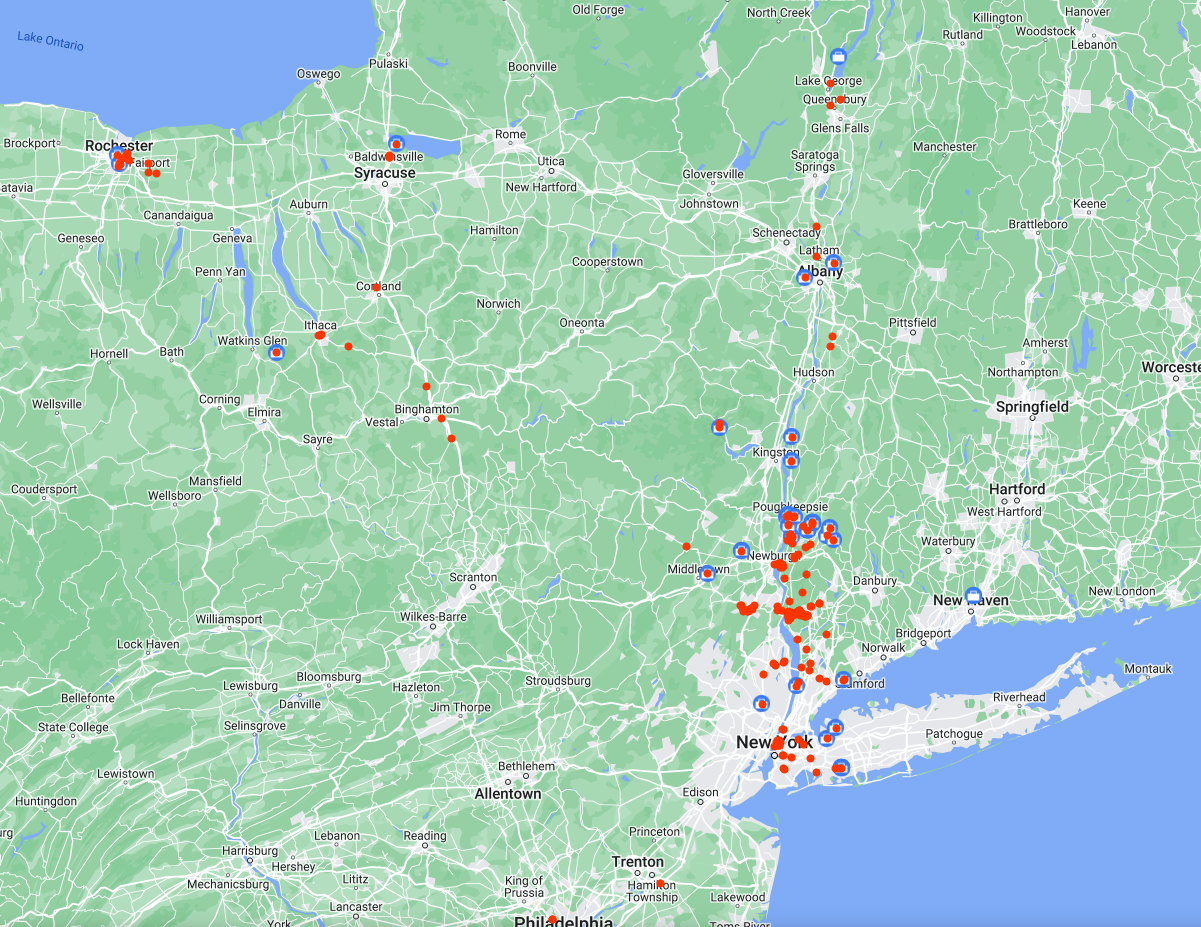 Old Forge
North Creek
Killington
Hanover
Woodstock
Rutland
Lebanon
Lake Ontario
Pulaski
Boonville
Oswego
Lake George
Queensbury
Glens Falls
Brockport
Rochester
Fairport
Baldwinsville
Syracuse
Rome
Utica
New Hartford
Saratoga
Springs
Manchester
Gloversville
Johnstown
Keene
Brattleboro
Auburn
Canandaigua
Geneva
Geneseo
Hamilton
Schenectady
Latham
Albany
Penn Yan
Cooperstown
Cortland
Norwich
Oneonta
Ithaca
Watkins Glen
Pittsfield
Amherst
Northampton
Hornell
Bath
Hudson
Corning
Elmira
Wellsville
Vestal
Binghamton
Springfield
Sayre
Kingston
Mansfield
Wellsboro
Coudersport
Hartford
West Hartford
Poughkeepsie
Waterbury
Middletown
Scranton
Danbury
New Haven
New London
Wilkes-Barre
Williamsport
Bridgeport
Norwalk
Lock Haven
Bloomsburg
Stroudsburg
Montauk
Lewisburg
Hazleton
Stamford
Riverhead
Bellefonte
Danville
Jim Thorpe
State College
Selinsgrove
New York
Patchogue
Lewistown
Bethlehem
Allentown
Edison
Huntingdon
Lebanon
Reading
Princeton
Harrisburg
Hershey
Trenton
Mechanicsburg
Lititz
King of
Prussia
Hamilton
Township
Lakewood
Lancaster
York
Philadelphia
Toms River